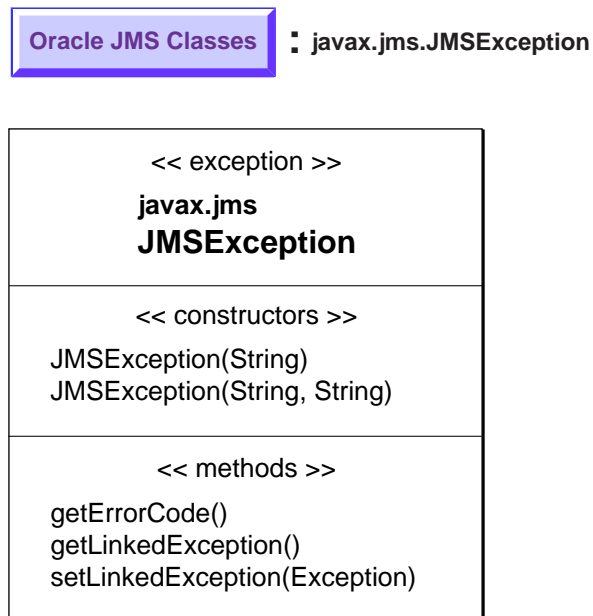 Oracle JMS Classes : javax.jms.JMSException
<< exception >>
javax.jms
JMSException
<< constructors >>
JMSException(String)
JMSException(String, String)
<< methods >>
getErrorCode()
getLinkedException()
setLinkedException(Exception)